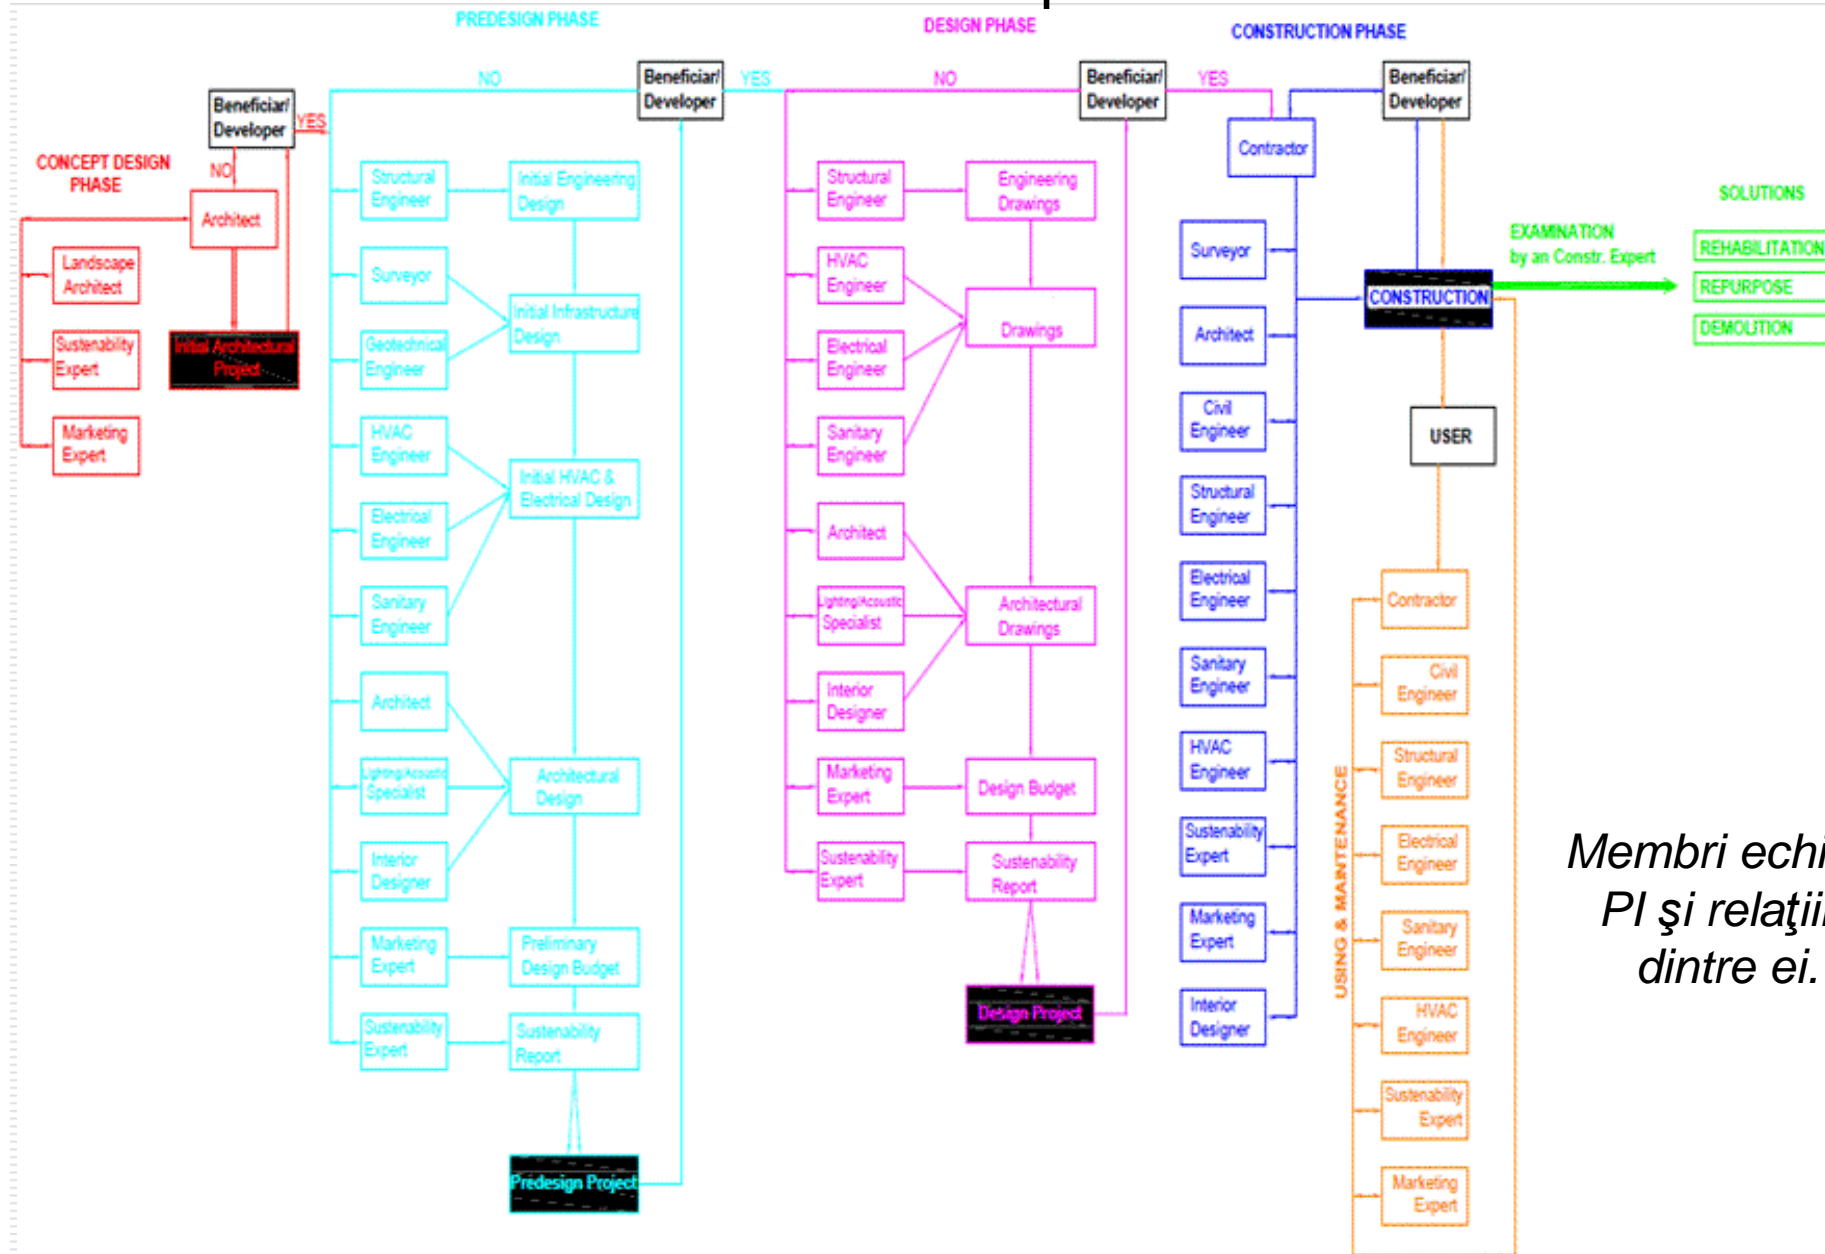 PREDESIGN PHASE
DESIGN PHASE
CONSTRUCTION PHASE
CONCEPT DESIGN
PHASE
Beneficiar/
Developer
YES
NO
Architect
Landscape
Architect
Sustenability
Expert
Marketing
Expert
Initial Architectural
Project
NO
Beneficiar/
Developer
YES
Structural
Engineer
Initial Engineering
Design
Surveyor
Initial Infrastructure
Design
Geotechnical
Engineer
HVAC
Engineer
Initial HVAC &
Electrical Design
Electrical
Engineer
Sanitary
Engineer
Architect
Lighting/Acoustic
Specialist
Architectural
Design
Interior
Designer
Marketing
Expert
Preliminary
Design Budget
Sustenability
Expert
Sustenability
Report
Predesign Project
NO
Beneficiar/
Developer
YES
Structural
Engineer
Engineering
Drawings
HVAC
Engineer
Drawings
Electrical
Engineer
Sanitary
Engineer
Architect
Lighting/Acoustic
Specialist
Architectural
Drawings
Interior
Designer
Marketing
Expert
Design Budget
Sustenability
Expert
Sustenability
Report
Design Project
Contractor
Beneficiar/
Developer
Surveyor
Architect
Civil
Engineer
Structural
Engineer
Electrical
Engineer
Sanitary
Engineer
HVAC
Engineer
Sustenability
Expert
Marketing
Expert
Interior
Designer
CONSTRUCTION
EXAMINATION
by an Constr. Expert
SOLUTIONS
REHABILITATION
REPURPOSE
DEMOLITION
USER
USING & MAINTENANCE
Contractor
Civil
Engineer
Structural
Engineer
Electrical
Engineer
Sanitary
Engineer
HVAC
Engineer
Sustenability
Expert
Marketing
Expert
Membri echi
PI şi relaţii
dintre ei.